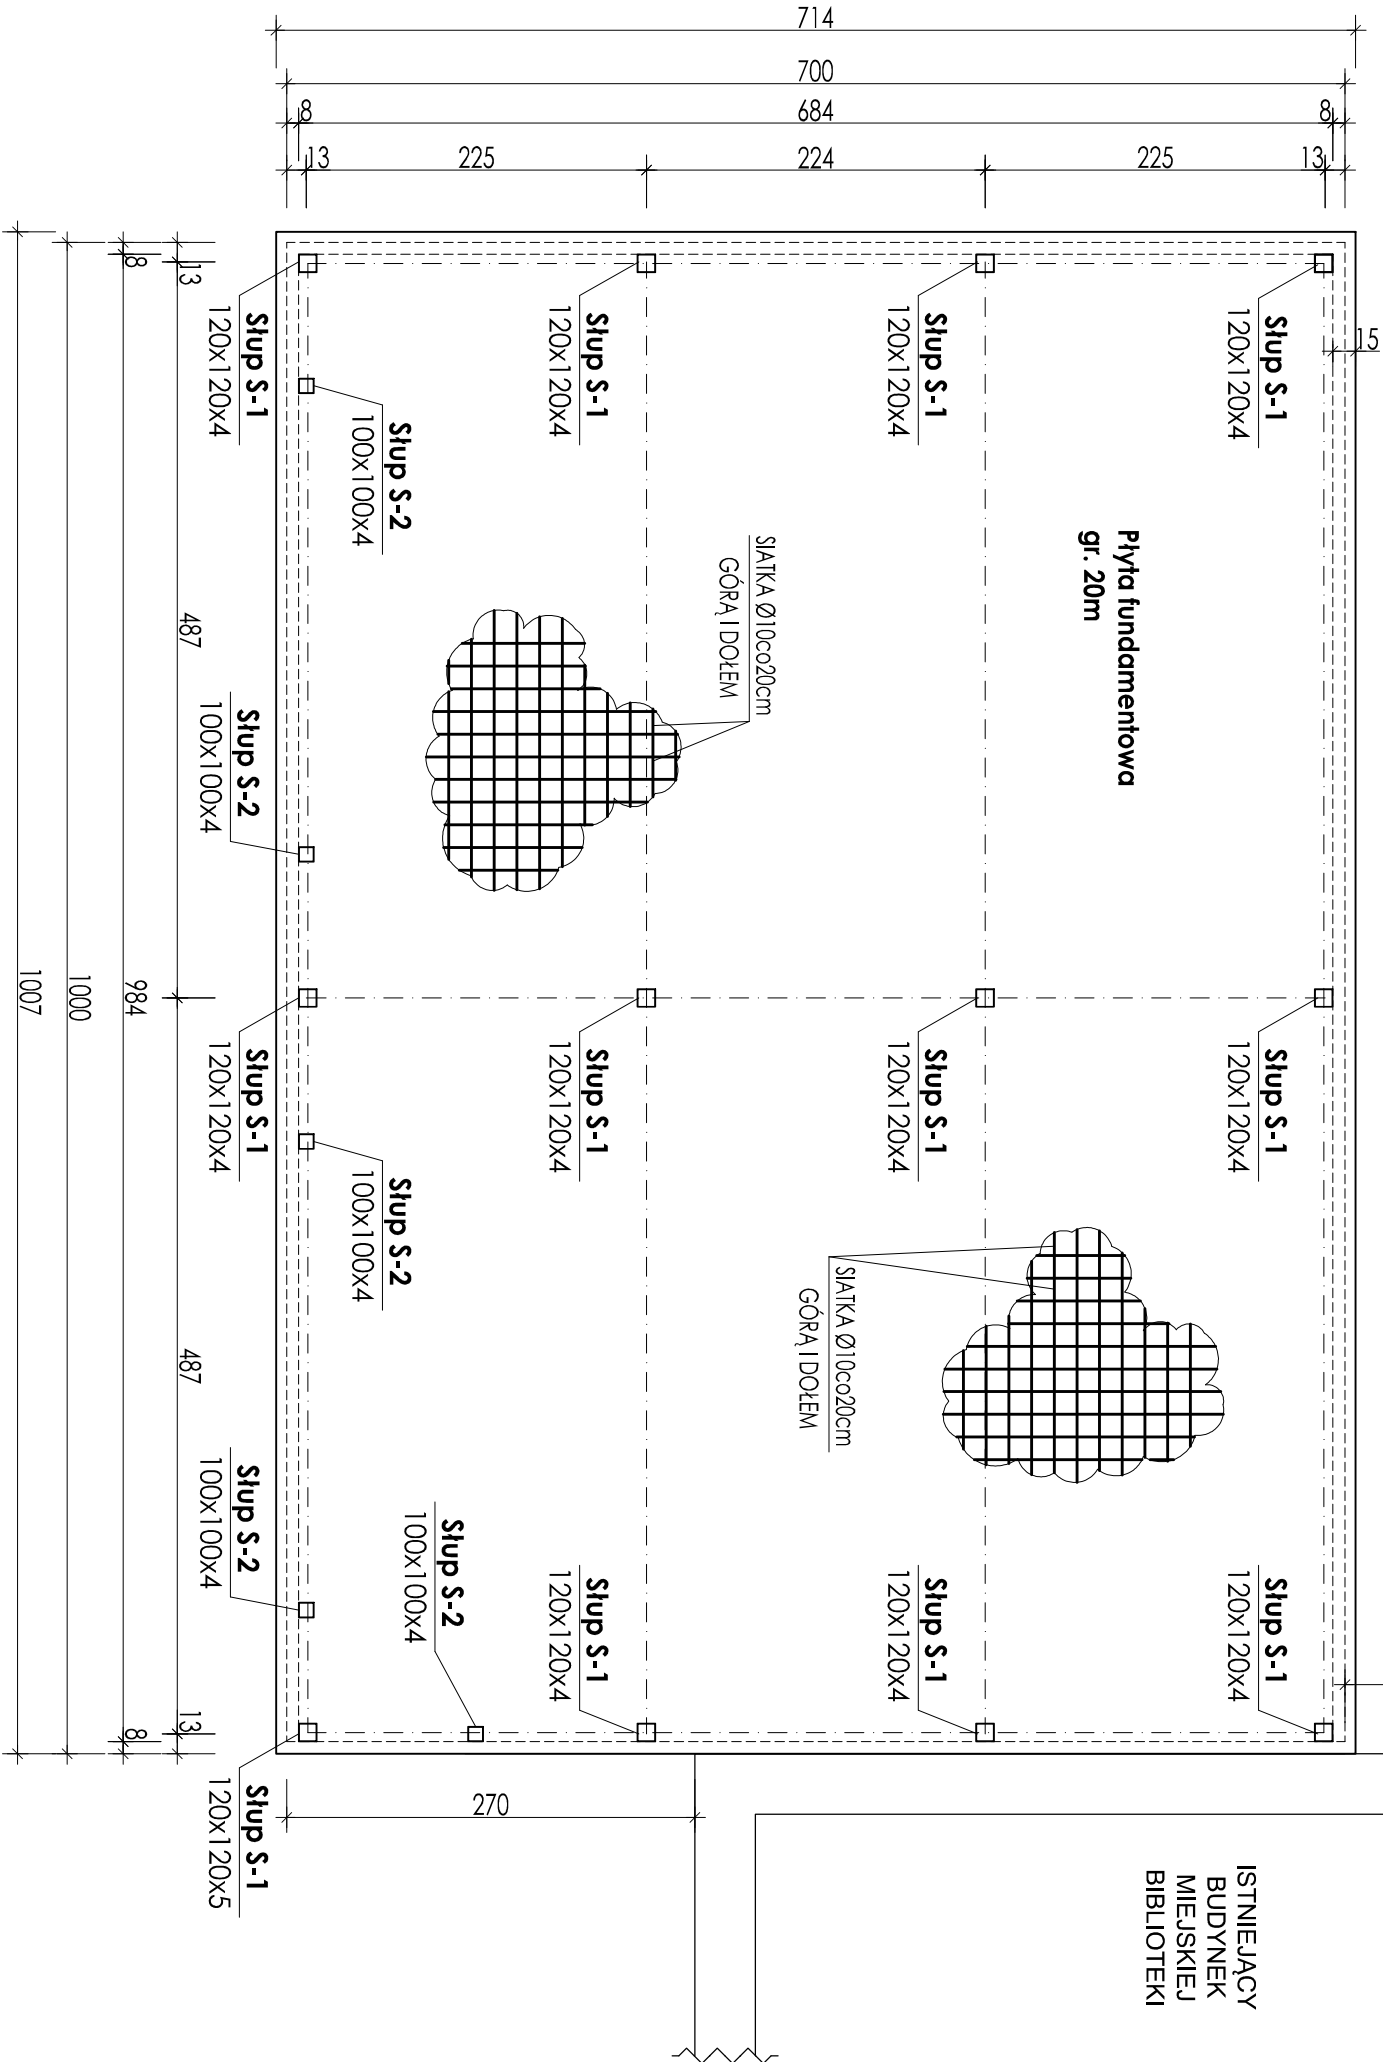 714
700
8
684
8
13
225
224
225
13
15
Słup S-1
120x120x4
Słup S-1
120x120x4
Słup S-1
120x120x4
Słup S-1
120x120x4
Słup S-2
100x100x4
Słup S-2
100x100x4
Płyta fundamentowa
gr. 20m
SIATKA Ø10co20cm
GÓRĄ I DOŁEM
8
13
487
984
1000
1007
487
13
8
Słup S-1
120x120x4
Słup S-1
120x120x4
Słup S-1
120x120x4
Słup S-1
120x120x4
Słup S-2
100x100x4
Słup S-2
100x100x4
Słup S-2
100x100x4
SIATKA Ø10co20cm
GÓRĄ I DOŁEM
Słup S-1
120x120x4
Słup S-1
120x120x4
Słup S-1
120x120x4
Słup S-1
120x120x5
270
ISTNIEJĄCY
BUDYNEK
MIEJSKIEJ
BIBLIOTEKI